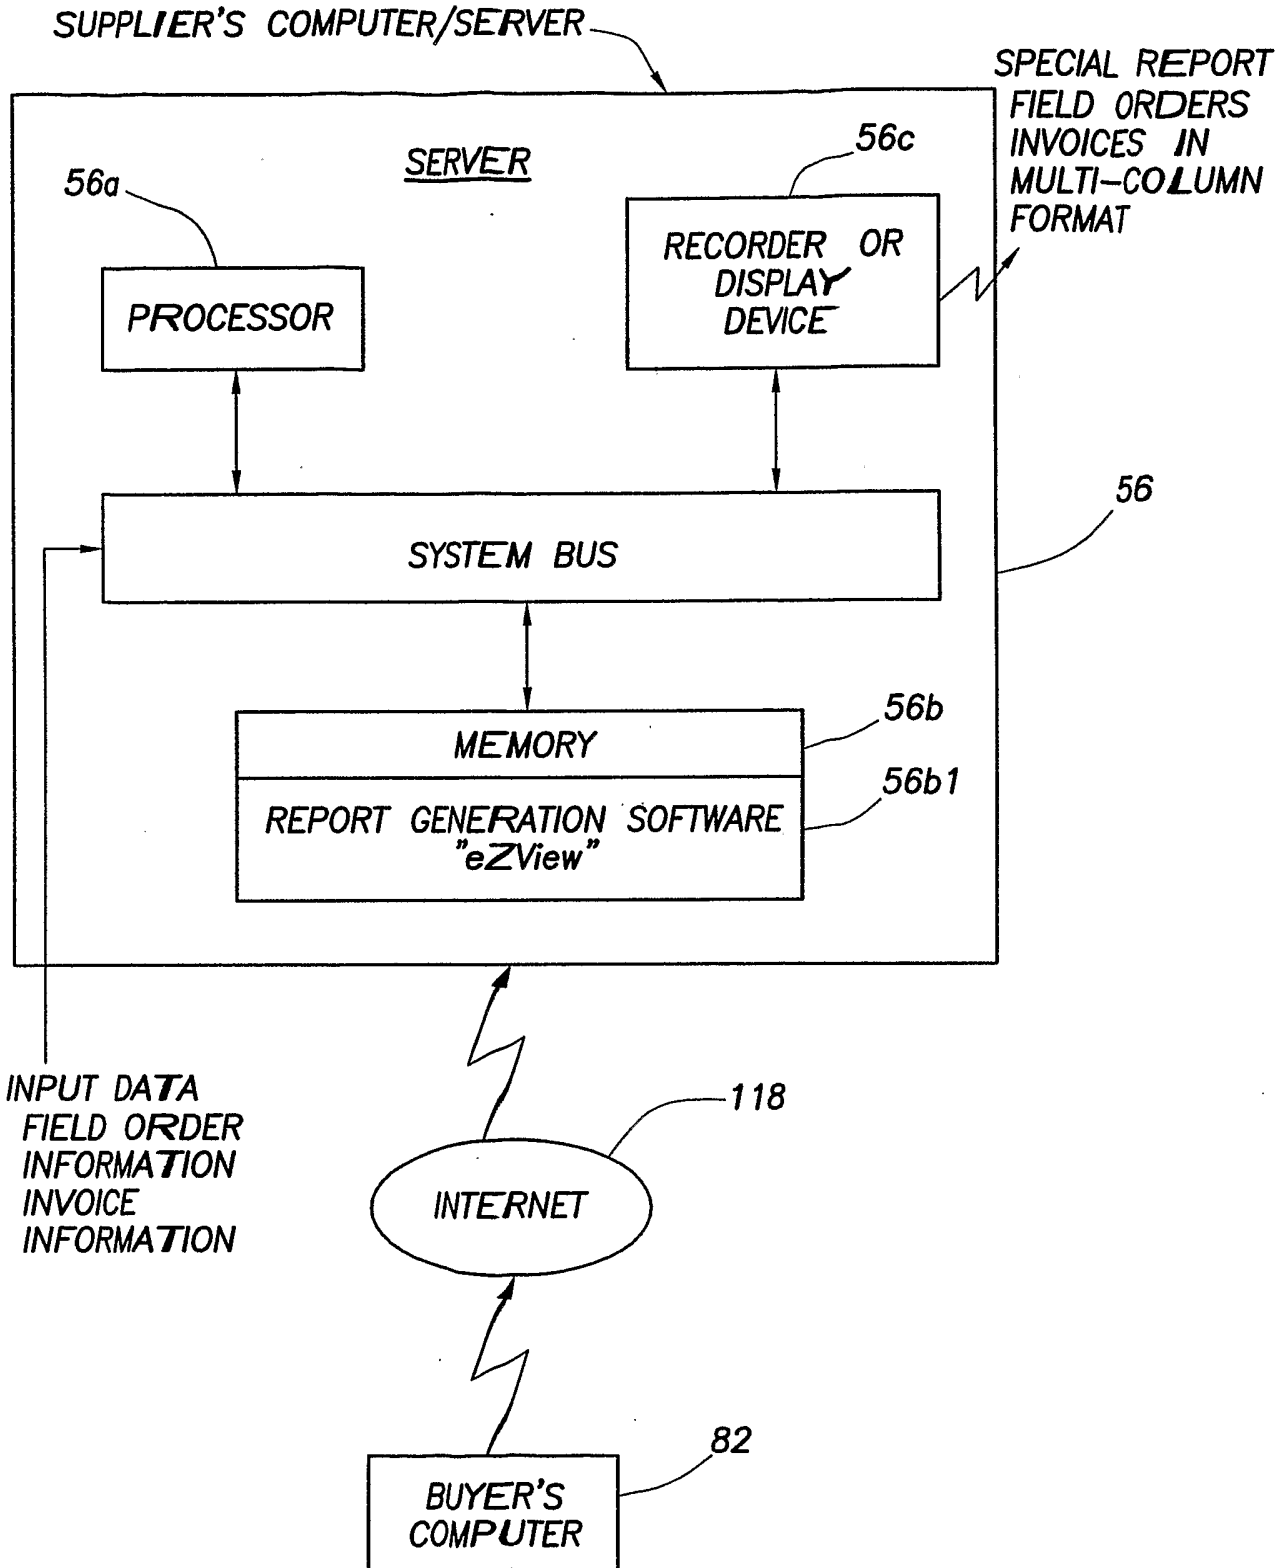 SUPPLIER'S COMPUTER/SERVER
SPECIAL REPORT
FIELD ORDERS
INVOICES IN
MULTI-COLUMN
FORMAT
SERVER
56a
56c
PROCESSOR
RECORDER OR
DISPLAY
DEVICE
56
SYSTEM BUS
56b
MEMORY
56b1
REPORT GENERATION SOFTWARE
"eZView"
INPUT DATA
FIELD ORDER
INFORMATION
INVOICE
INFORMATION
118
INTERNET
82
BUYER'S
COMPUTER